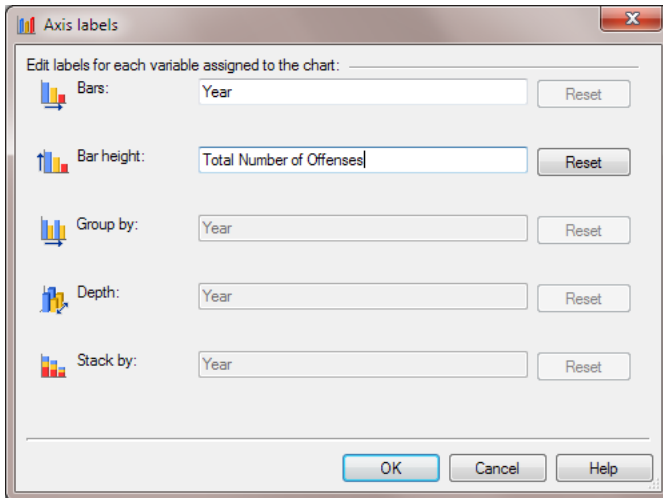 Axis labels
Edit labels for each variable assigned to the chart:
Bars: Year Reset
Bar height: Total Number of Offenses Reset
Group by: Year Reset
Depth: Year Reset
Stack by: Year Reset
OK Cancel Help